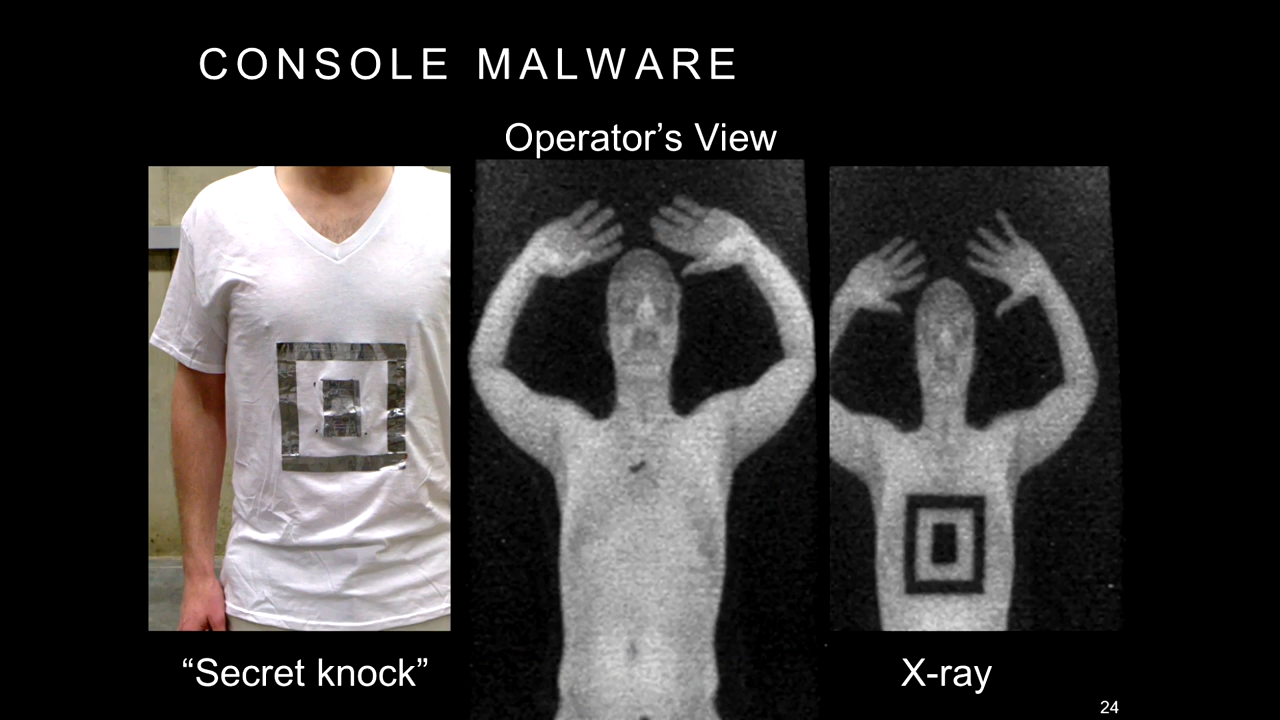 CONSOLE MALWARE
Operator’s View
“Secret knock”
X-ray
24